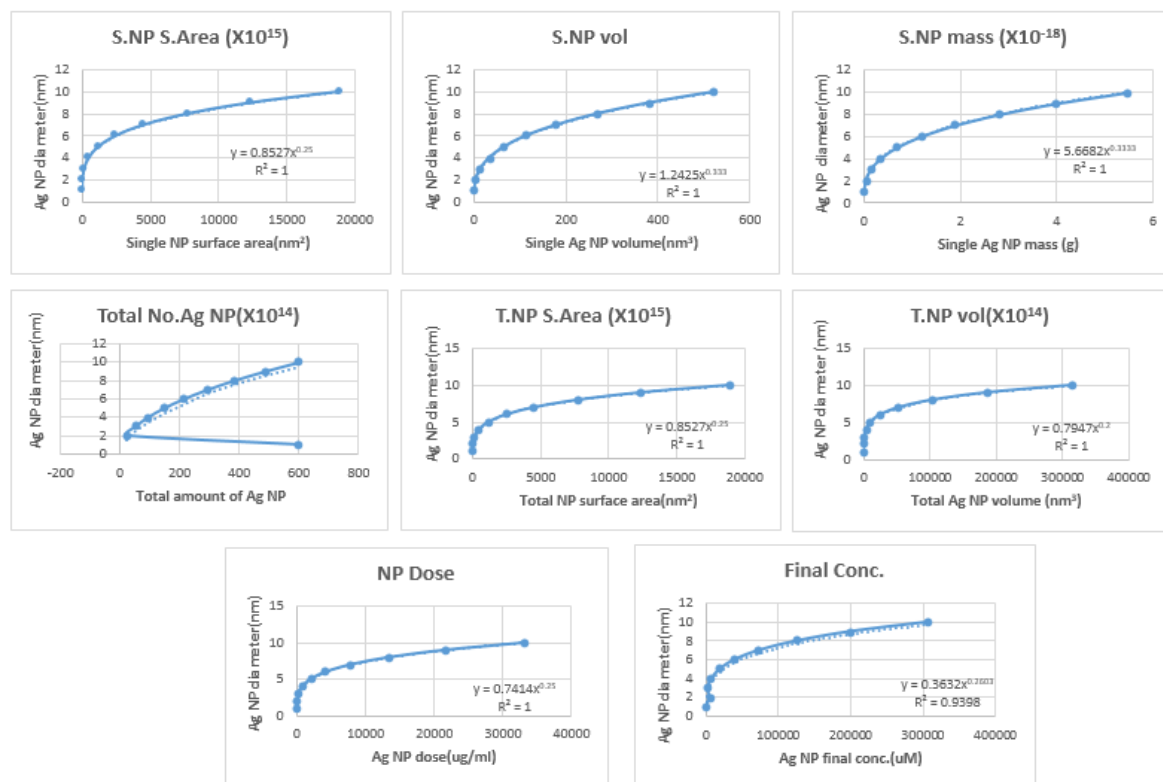 S.NP S.Area (X10¹⁵)
Ag NP diameter(nm)
12
10
8
6
4
2
0
y = 0.8527x^0.25
R² = 1
0 5000 10000 15000 20000
Single NP surface area(nm²)
S.NP vol
Ag NP diameter(nm)
12
10
8
6
4
2
0
y = 1.2425x^0.333
R² = 1
0 200 400 600
Single Ag NP volume(nm³)
S.NP mass (X10⁻¹⁸)
Ag NP diameter(nm)
12
10
8
6
4
2
0
y = 5.6682x^0.3333
R² = 1
0 2 4 6
Single Ag NP mass (g)
Total No.Ag NP(X10¹⁴)
Ag NP diameter(nm)
12
10
8
6
4
2
0
-200 0 200 400 600 800
Total amount of Ag NP
T.NP S.Area (X10¹⁵)
Ag NP diameter (nm)
15
10
5
0
y = 0.8527x^0.25
R² = 1
0 5000 10000 15000 20000
Total NP surface area(nm²)
T.NP vol(X10¹⁴)
Ag NP diameter (nm)
15
10
5
0
y = 0.7947x^0.2
R² = 1
0 100000 200000 300000 400000
Total Ag NP volume (nm³)
NP Dose
Ag NP diameter(nm)
15
10
5
0
y = 0.7414x^0.25
R² = 1
0 10000 20000 30000 40000
Ag NP dose(ug/ml)
Final Conc.
Ag NP diameter(nm)
12
10
8
6
4
2
0
y = 0.3632x^0.2603
R² = 0.9398
0 100000 200000 300000 400000
Ag NP final conc.(uM)